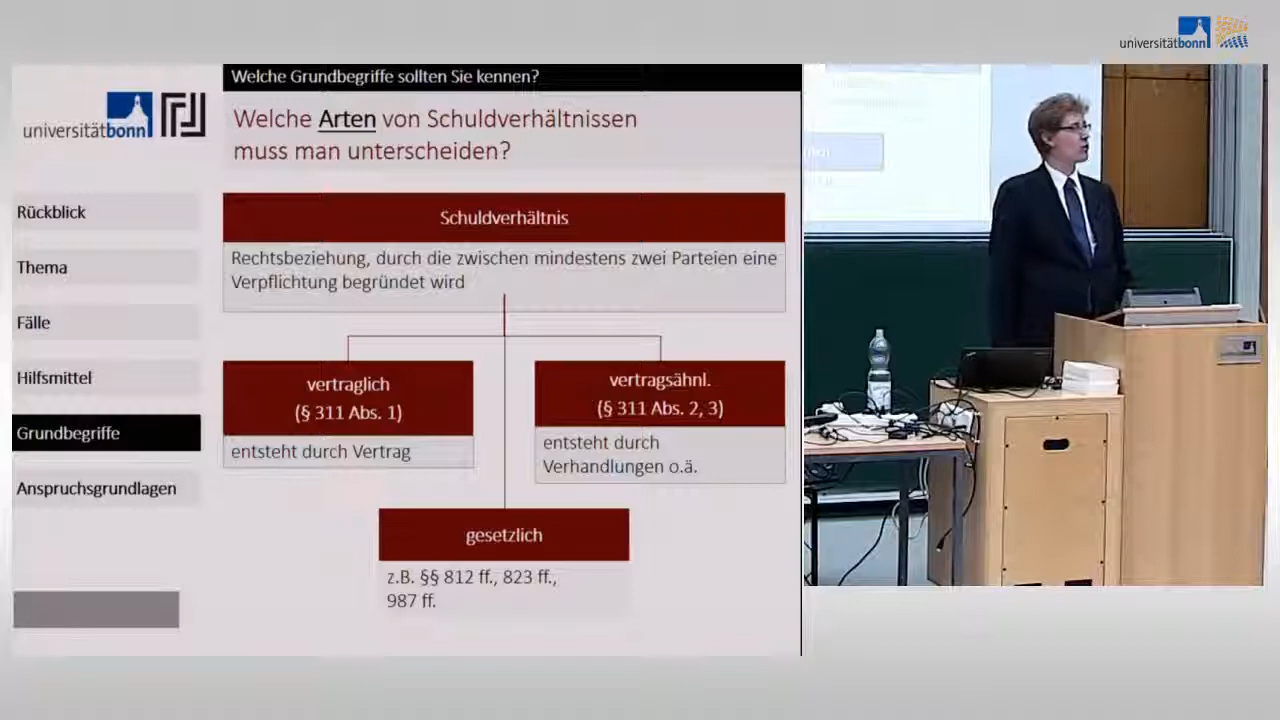 universitätbonn
Welche Grundbegriffe sollten Sie kennen?
universitätbonn
Welche Arten von Schuldverhältnissen
muss man unterscheiden?
Rückblick
Thema
Fälle
Hilfsmittel
Grundbegriffe
Anspruchsgrundlagen
Schuldverhältnis
Rechtsbeziehung, durch die zwischen mindestens zwei Parteien eine
Verpflichtung begründet wird
vertraglich
(§ 311 Abs. 1)
entsteht durch Vertrag
vertragsähnl.
(§ 311 Abs. 2, 3)
entsteht durch
Verhandlungen o.ä.
gesetzlich
z.B. §§ 812 ff., 823 ff.,
987 ff.